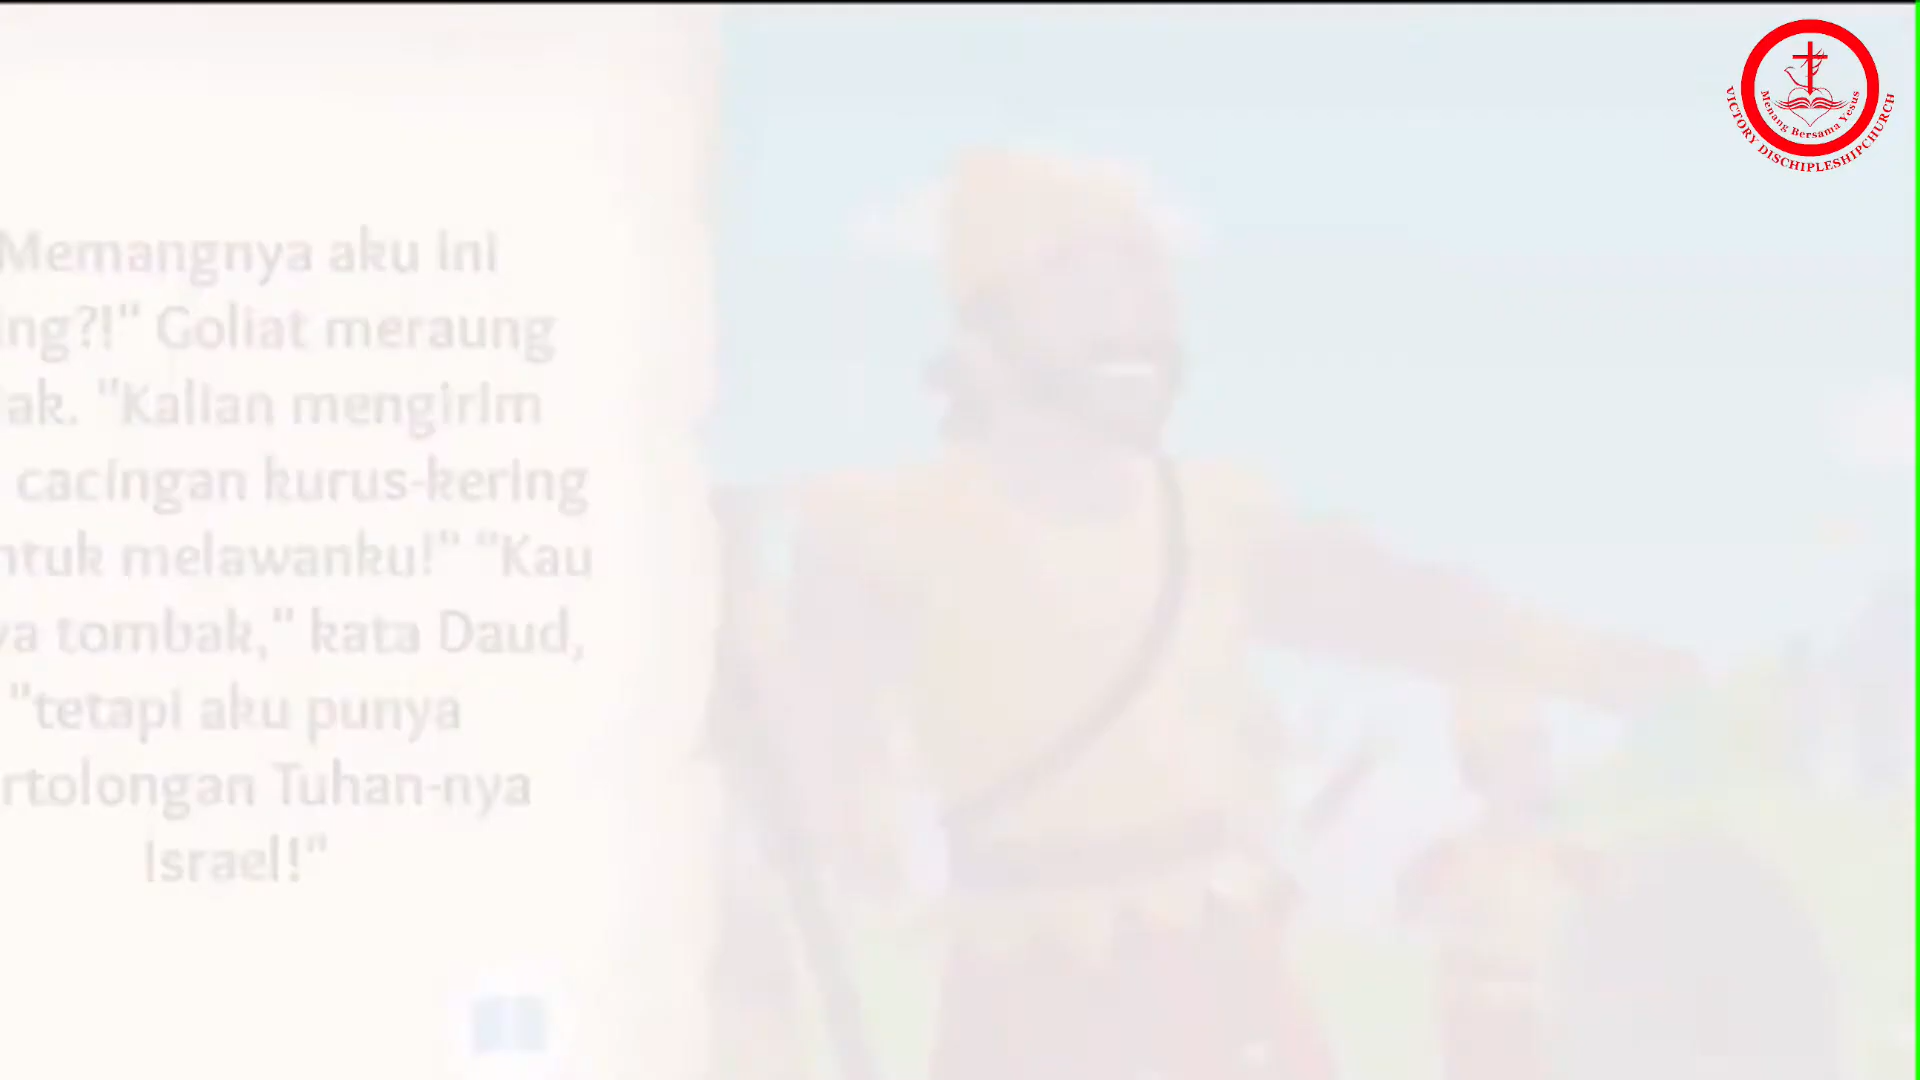 Memangnya aku ini
ing?!" Goliat meraung
ak. "Kalian mengirim
cacingan kurus-kering
ntuk melawanku!" "Kau
ya tombak," kata Daud,
"tetapi aku punya
rtolongan Tuhan-nya
Israel!"
Menang Bersama Yesus
VICTORY DISCHIPLESHIPCHURCH